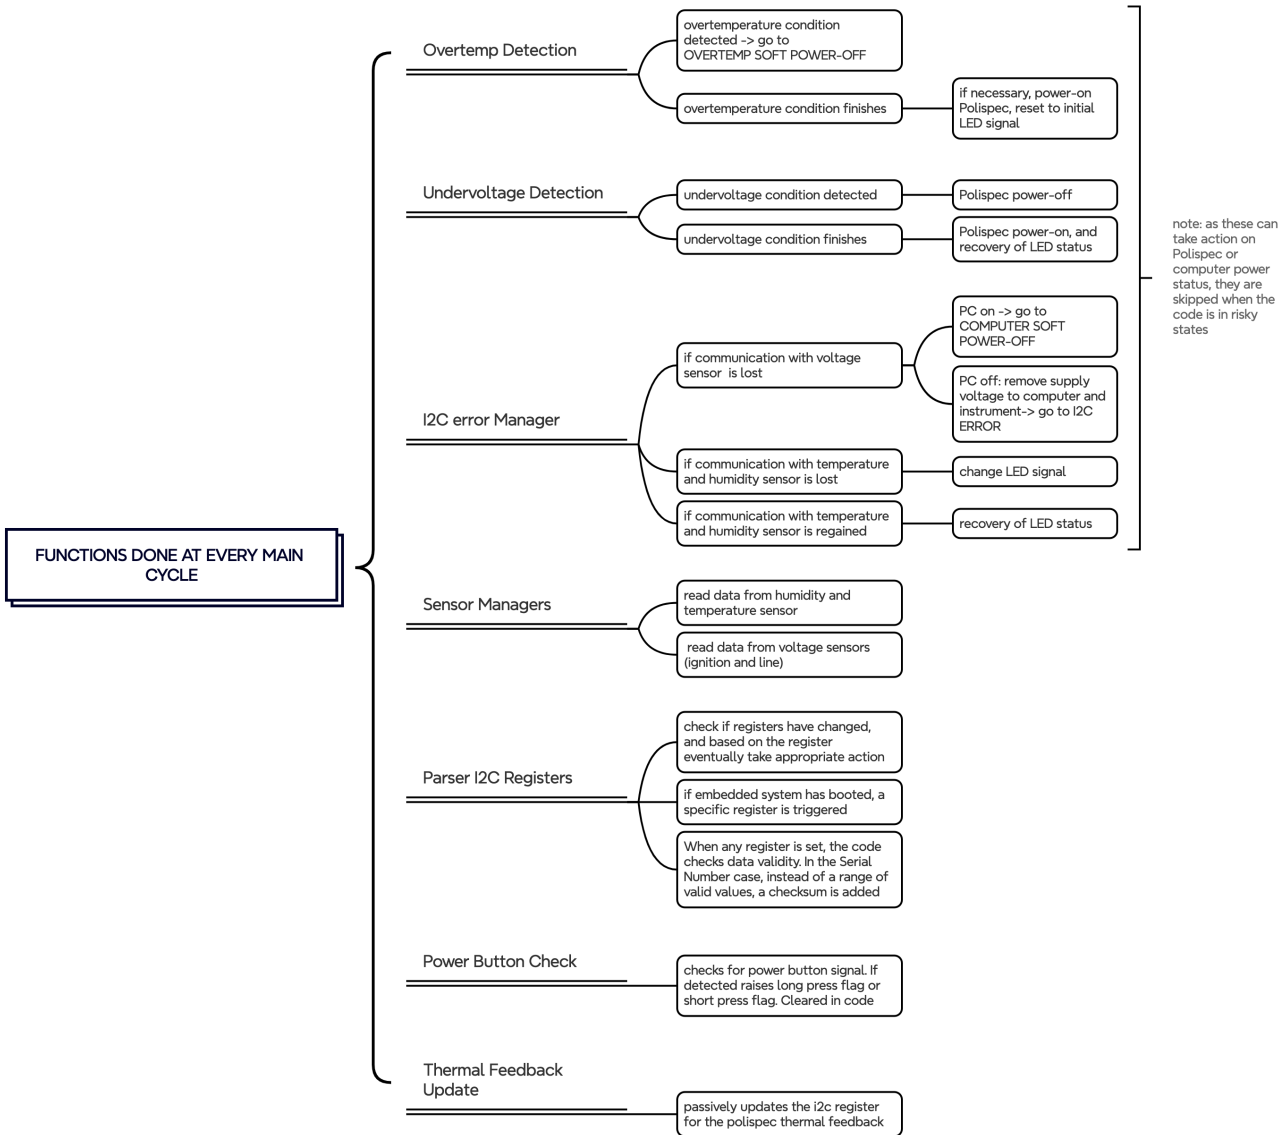 FUNCTIONS DONE AT EVERY MAIN
CYCLE
Overtemp Detection
overtemperature condition
detected -> go to
OVERTEMP SOFT POWER-OFF
overtemperature condition finishes
if necessary, power-on
Polispec, reset to initial
LED signal
Undervoltage Detection
undervoltage condition detected
Polispec power-off
undervoltage condition finishes
Polispec power-on, and
recovery of LED status
I2C error Manager
if communication with voltage
sensor  is lost
PC on -> go to
COMPUTER SOFT
POWER-OFF
PC off: remove supply
voltage to computer and
instrument-> go to I2C
ERROR
if communication with temperature
and humidity sensor is lost
change LED signal
if communication with temperature
and humidity sensor is regained
recovery of LED status
note: as these can
take action on
Polispec or
computer power
status, they are
skipped when the
code is in risky
states
Sensor Managers
read data from humidity and
temperature sensor
read data from voltage sensors
(ignition and line)
Parser I2C Registers
check if registers have changed,
and based on the register
eventually take appropriate action
if embedded system has booted, a
specific register is triggered
When any register is set, the code
checks data validity. In the Serial
Number case, instead of a range of
valid values, a checksum is added
Power Button Check
checks for power button signal. If
detected raises long press flag or
short press flag. Cleared in code
Thermal Feedback
Update
passively updates the i2c register
for the polispec thermal feedback